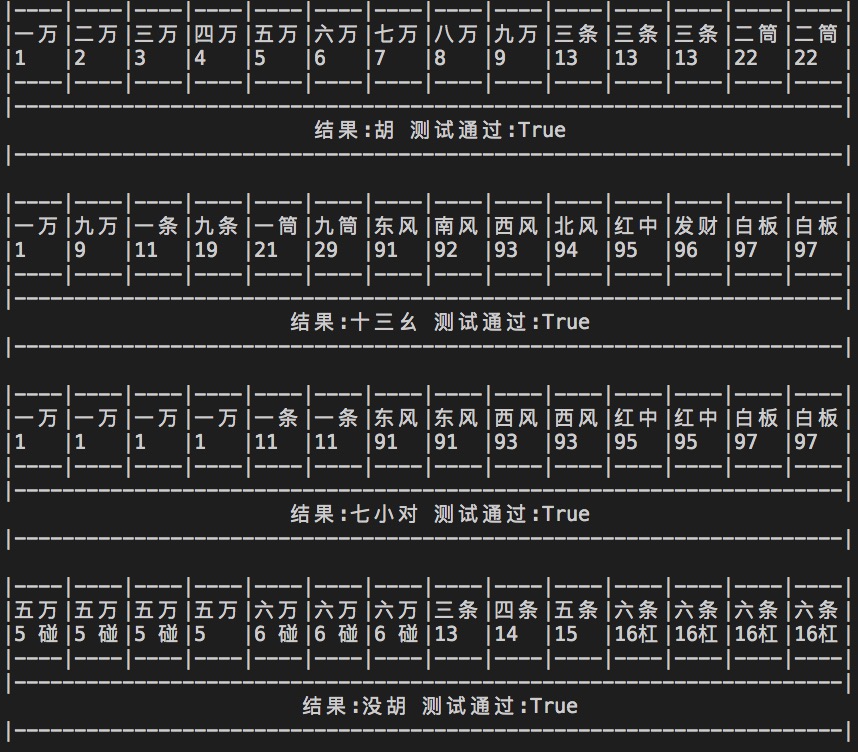 |----|----|----|----|----|----|----|----|----|----|----|----|----|----|
|一万|二万|三万|四万|五万|六万|七万|八万|九万|三条|三条|三条|二筒|二筒
|1   |2   |3   |4   |5   |6   |7   |8   |9   |13  |13  |13  |22  |22
|----|----|----|----|----|----|----|----|----|----|----|----|----|----|
|---------------------------------------------------------------------|
结果:胡 测试通过:True
|---------------------------------------------------------------------|
|----|----|----|----|----|----|----|----|----|----|----|----|----|----|
|一万|九万|一条|九条|一筒|九筒|东风|南风|西风|北风|红中|发财|白板|白板
|1   |9   |11  |19  |21  |29  |91  |92  |93  |94  |95  |96  |97  |97
|----|----|----|----|----|----|----|----|----|----|----|----|----|----|
|---------------------------------------------------------------------|
结果:十三幺 测试通过:True
|---------------------------------------------------------------------|
|----|----|----|----|----|----|----|----|----|----|----|----|----|----|
|一万|一万|一万|一万|一条|一条|东风|东风|西风|西风|红中|红中|白板|白板
|1   |1   |1   |1   |11  |11  |91  |91  |93  |93  |95  |95  |97  |97
|----|----|----|----|----|----|----|----|----|----|----|----|----|----|
|---------------------------------------------------------------------|
结果:七小对 测试通过:True
|---------------------------------------------------------------------|
|----|----|----|----|----|----|----|----|----|----|----|----|----|----|
|五万|五万|五万|五万|六万|六万|六万|三条|四条|五条|六条|六条|六条|六条
|5 碰|5 碰|5 碰|5   |6 碰|6 碰|6 碰|13  |14  |15  |16杠|16杠|16杠|16杠
|----|----|----|----|----|----|----|----|----|----|----|----|----|----|
|---------------------------------------------------------------------|
结果:没胡 测试通过:True
|---------------------------------------------------------------------|